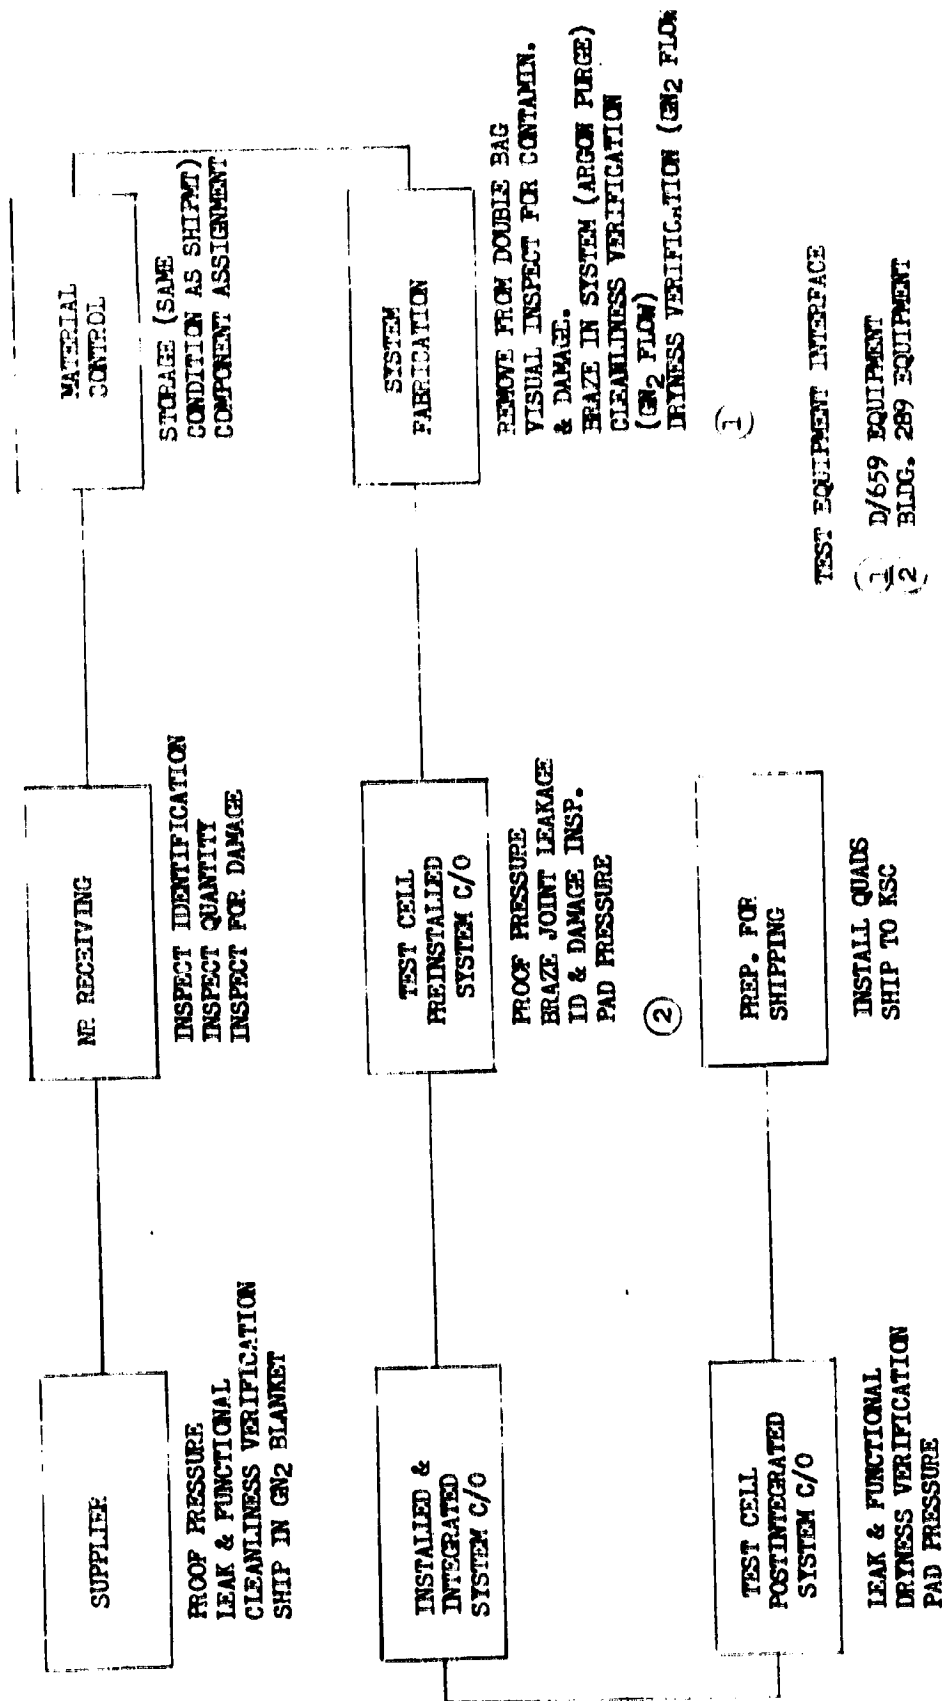 SUPPLIER
PROOF PRESSURE
LEAK & FUNCTIONAL
CLEANLINESS VERIFICATION
SHIP IN GN2 BLANKET
NR RECEIVING
INSPECT IDENTIFICATION
INSPECT QUANTITY
INSPECT FOR DAMAGE
MATERIAL
CONTROL
STORAGE (SAME
CONDITION AS SHIPMT)
COMPONENT ASSIGNMENT
SYSTEM
FABRICATION
REMOVE FROM DOUBLE BAG
VISUAL INSPECT FOR CONTAMIN.
& DAMAGE.
BRAZE IN SYSTEM (ARGON PURGE)
CLEANLINESS VERIFICATION
(GN2 FLOW)
DRYNESS VERIFICATION (GN2 FLOW
1
TEST CELL
PREINSTALLED
SYSTEM C/O
PROOF PRESSURE
BRAZE JOINT LEAKAGE
ID & DAMAGE INSP.
PAD PRESSURE
2
INSTALLED &
INTEGRATED
SYSTEM C/O
TEST CELL
POSTINTEGRATED
SYSTEM C/O
LEAK & FUNCTIONAL
DRYNESS VERIFICATION
PAD PRESSURE
PREP. FOR
SHIPPING
INSTALL QUADS
SHIP TO KSC
TEST EQUIPMENT INTERFACE
1 D/659 EQUIPMENT
2 BLDG. 289 EQUIPMENT